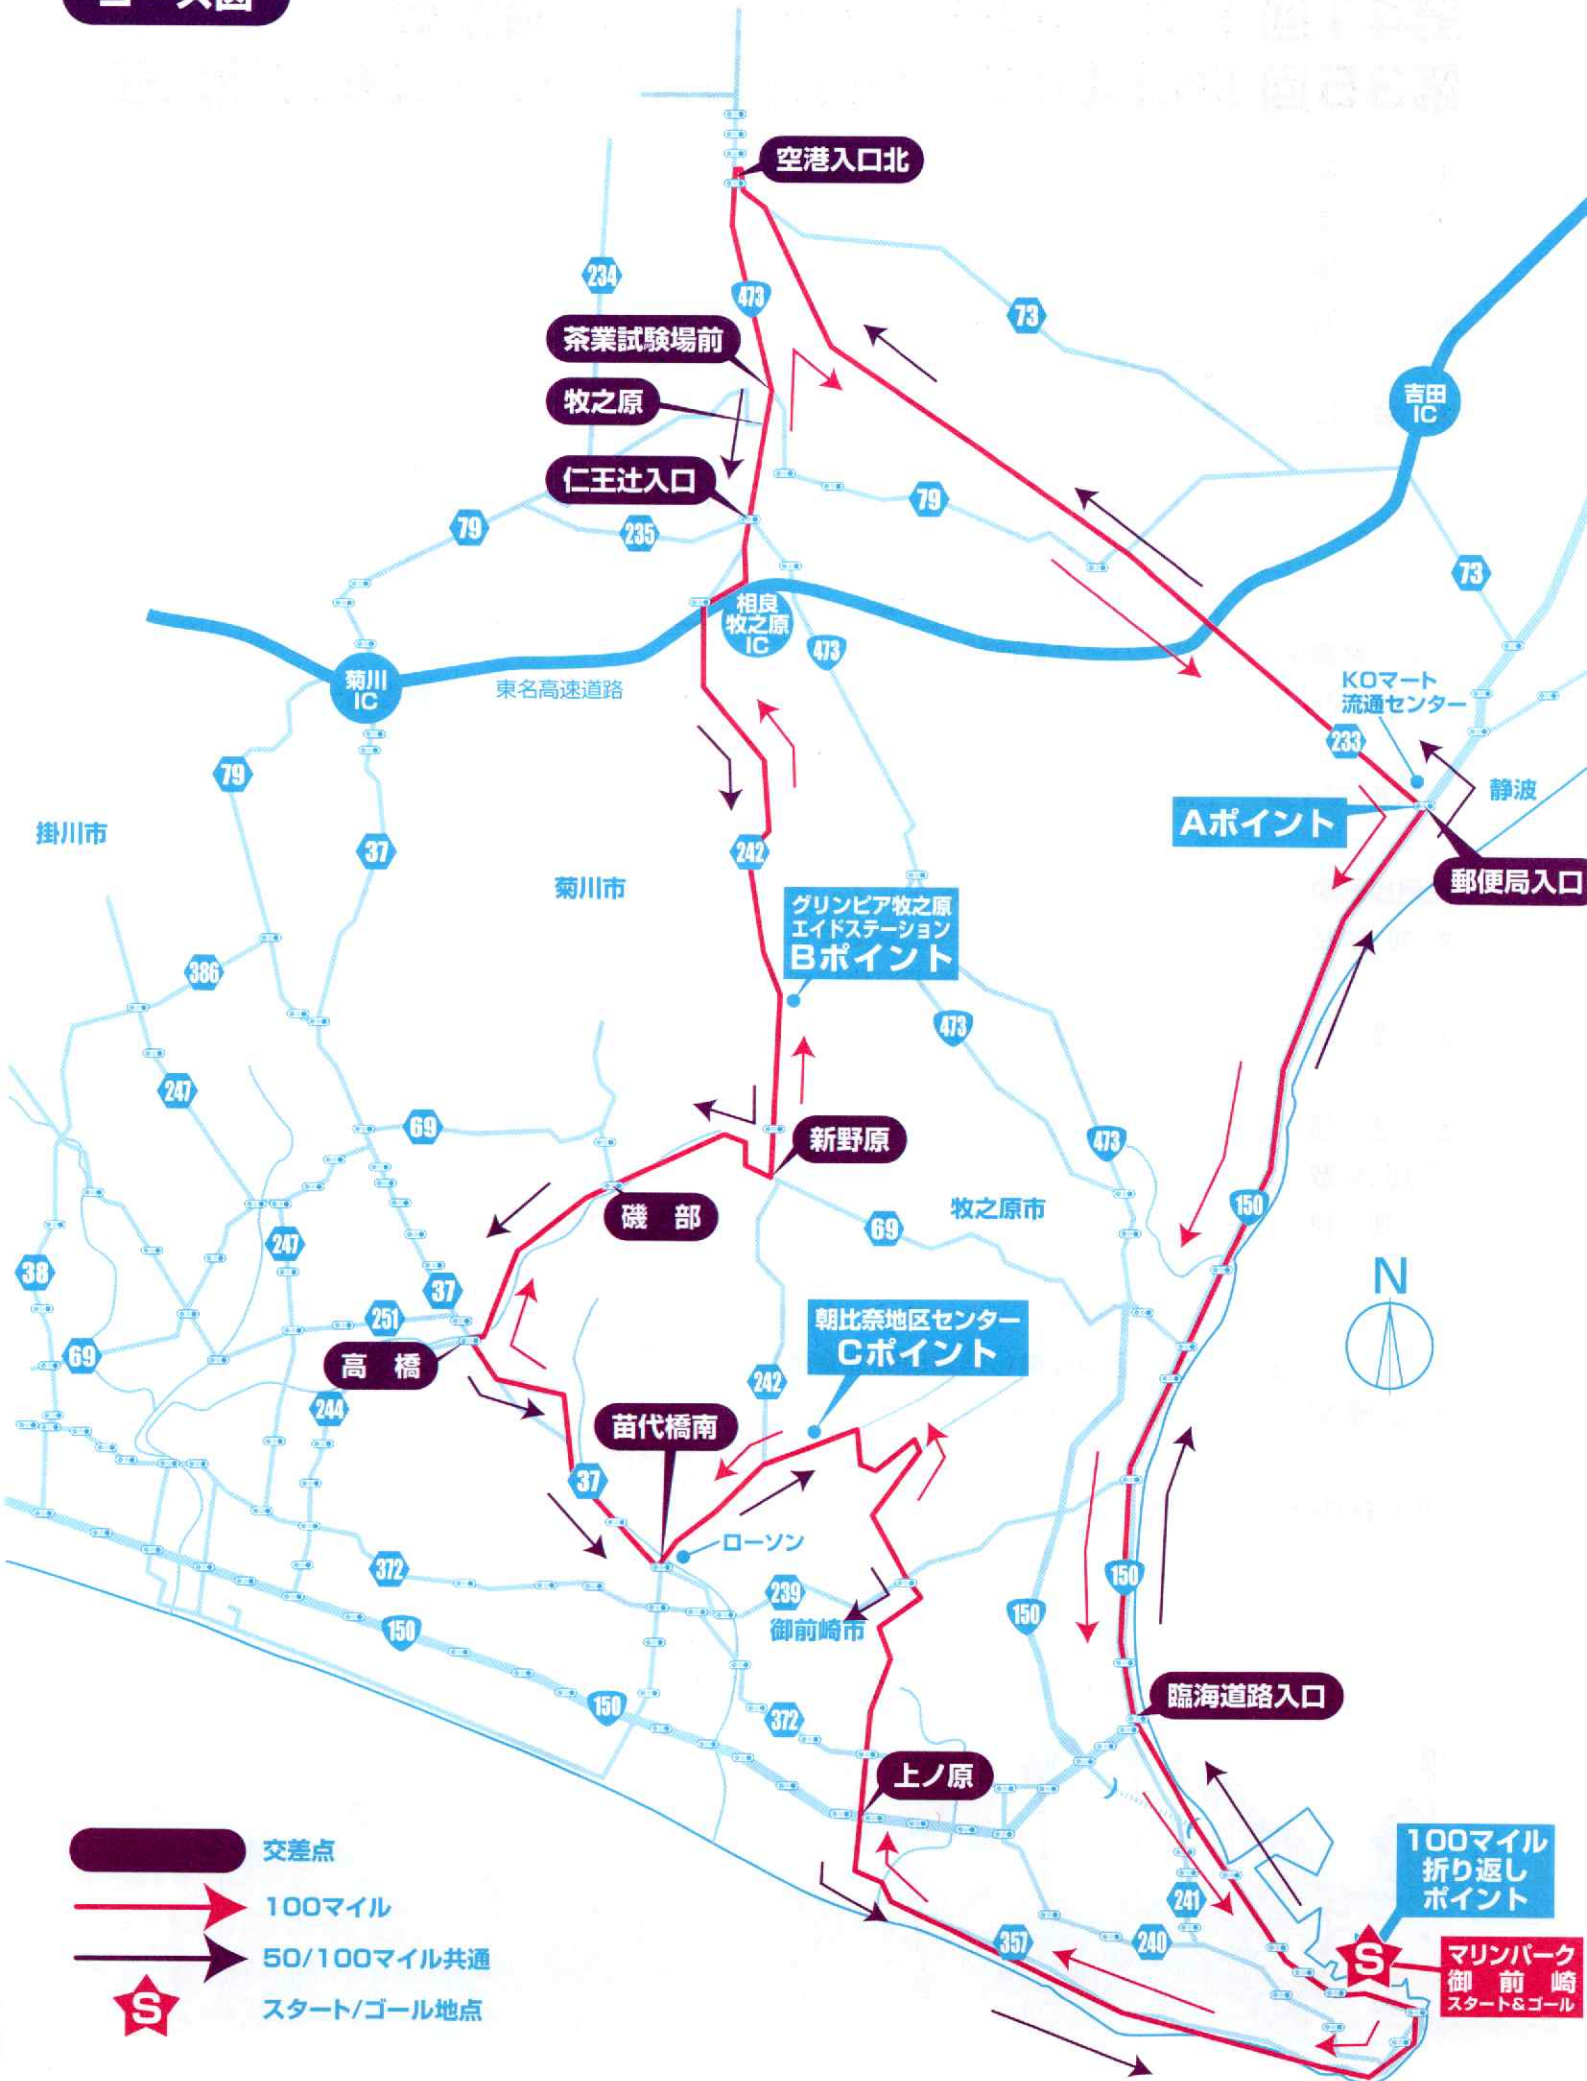 コース図
空港入口北
234
473
73
茶業試験場前
牧之原
吉田
IC
仁王辻入口
79
79
235
73
相良
牧之原
IC
473
菊川
IC
東名高速道路
KOマート
流通センター
233
79
静波
Aポイント
掛川市
37
242
郵便局入口
菊川市
グリンピア牧之原
エイドステーション
Bポイント
386
473
247
69
新野原
473
磯 部
牧之原市
69
150
247
38
37
251
N
69
高 橋
朝比奈地区センター
Cポイント
242
244
苗代橋南
37
ローソン
372
239
150
150
150
御前崎市
臨海道路入口
150
372
上ノ原
交差点
100マイル
折り返し
ポイント
100マイル
241
357
240
50/100マイル共通
S
マリンパーク
御 前 崎
スタート&ゴール
S
スタート/ゴール地点